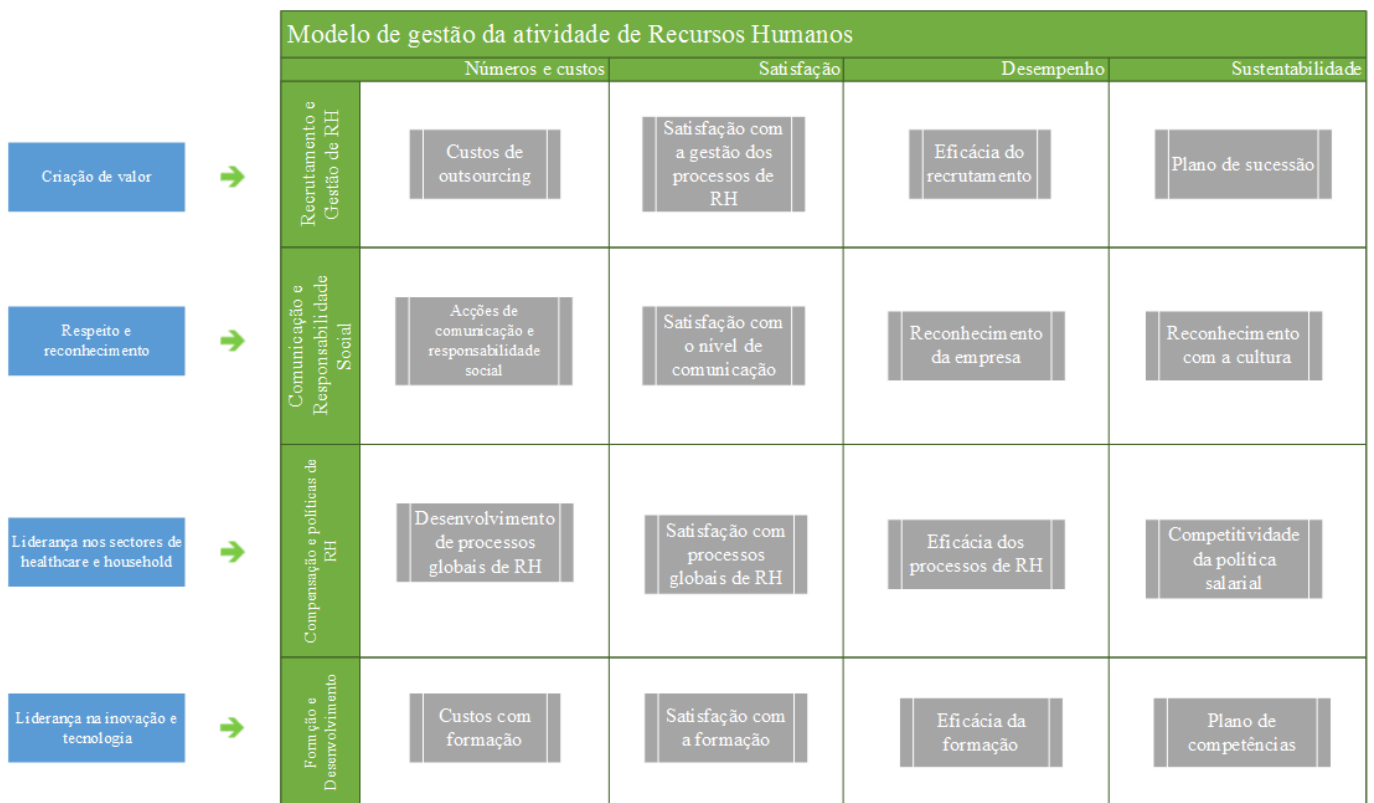 Modelo de gestão da atividade de Recursos Humanos
Números e custos
Satisfação
Desempenho
Sustentabilidade
Criação de valor
Recrutamento e
Gestão de RH
Custos de
outsourcing
Satisfação com
a gestão dos
processos de
RH
Eficácia do
recrutamento
Plano de sucessão
Respeito e
reconhecimento
Comunicação e
Responsabilidade
Social
Acções de
comunicação e
responsabilidade
social
Satisfação com
o nível de
comunicação
Reconhecimento
da empresa
Reconhecimento
com a cultura
Liderança nos sectores de
healthcare e household
Compensação e políticas de
RH
Desenvolvimento
de processos
globais de RH
Satisfação com
processos
globais de RH
Eficácia dos
processos de RH
Competitividade
da política
salarial
Liderança na inovação e
tecnologia
Formção e
Desenvolvimento
Custos com
formação
Satisfação com
a formação
Eficácia da
formação
Plano de
competências